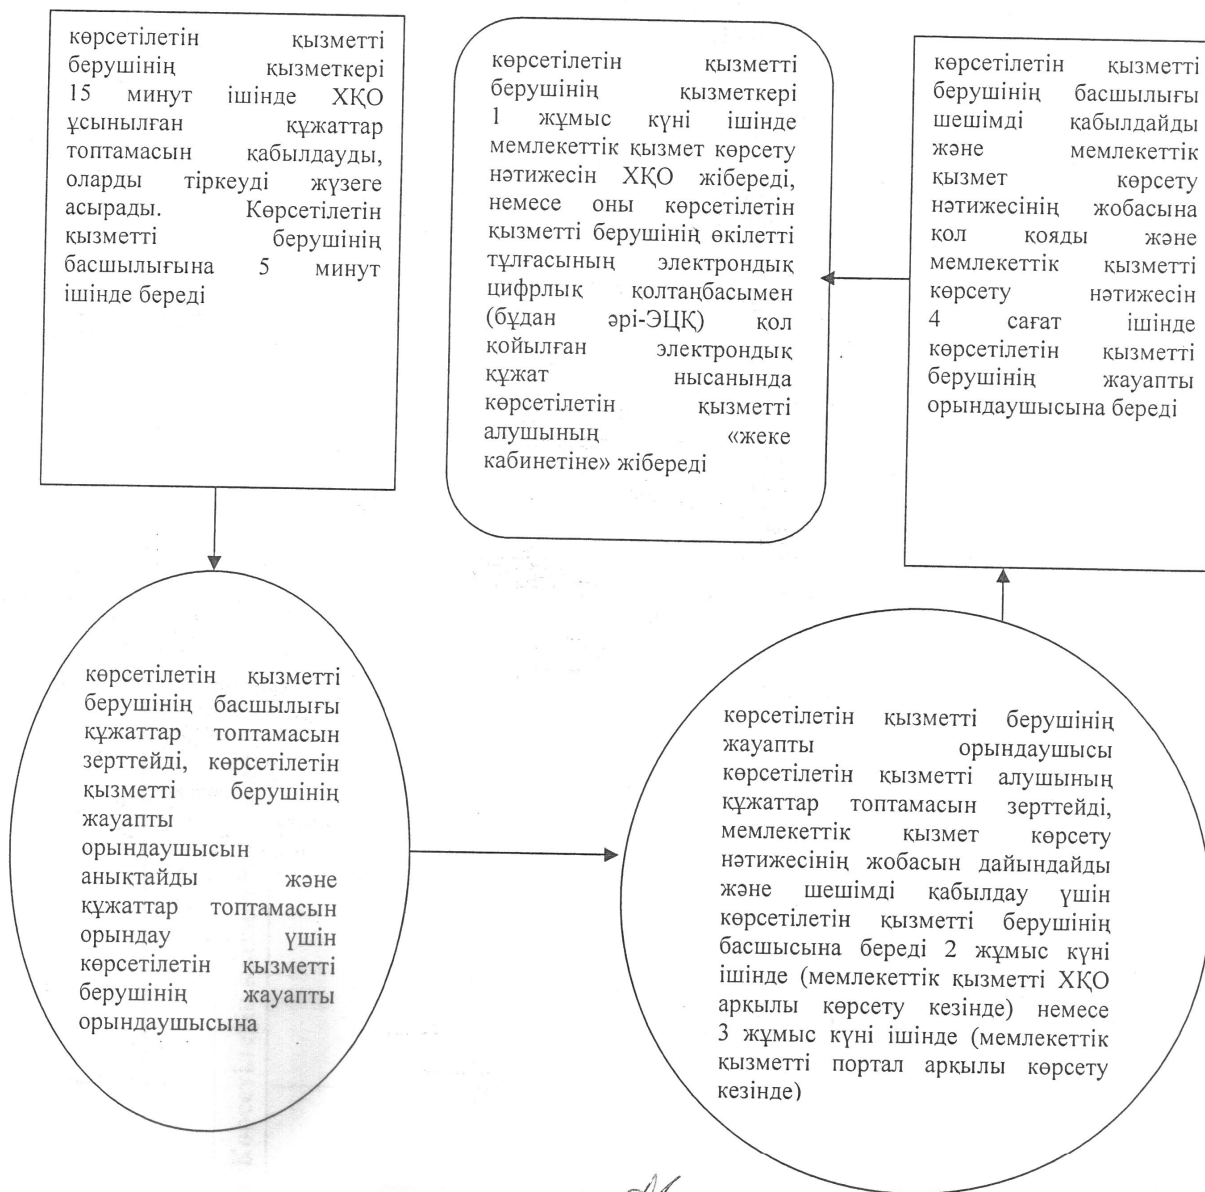 көрсетілетін қызметті
берушінің қызметкері
15 минут ішінде ХҚО
ұсынылған құжаттар
топтамасын қабылдауды,
оларды тіркеуді жүзеге
асырады. Көрсетілетін
қызметті берушінің
басшылығына 5 минут
ішінде береді
көрсетілетін қызметті
берушінің басшылығы
құжаттар топтамасын
зерттейді, көрсетілетін
қызметті берушінің
жауапты
орындаушысын
анықтайды және
құжаттар топтамасын
орындау үшін
көрсетілетін қызметті
берушінің жауапты
орындаушысына
көрсетілетін қызметті берушінің
жауапты орындаушысы
көрсетілетін қызметті алушының
құжаттар топтамасын зерттейді,
мемлекеттік қызмет көрсету
нәтижесінің жобасын дайындайды
және шешімді қабылдау үшін
көрсетілетін қызметті берушінің
басшысына береді 2 жұмыс күні
ішінде (мемлекеттік қызметті ХҚО
арқылы көрсету кезінде) немесе
3 жұмыс күні ішінде (мемлекеттік
қызметті портал арқылы көрсету
кезінде)
көрсетілетін қызметті
берушінің басшылығы
шешімді қабылдайды
және мемлекеттік
қызмет көрсету
нәтижесінің жобасына
қол қояды және
мемлекеттік қызметті
көрсету нәтижесін
4 сағат ішінде
көрсетілетін қызметті
берушінің жауапты
орындаушысына береді
көрсетілетін қызметті
берушінің қызметкері
1 жұмыс күні ішінде
мемлекеттік қызмет көрсету
нәтижесін ХҚО жібереді,
немесе оны көрсетілетін
қызметті берушінің өкілетті
тұлғасының электрондық
цифрлық қолтаңбасымен
(бұдан әрі-ЭЦҚ) қол
қойылған электрондық
құжат нысанында
көрсетілетін қызметті
алушының «жеке
кабинетіне» жібереді